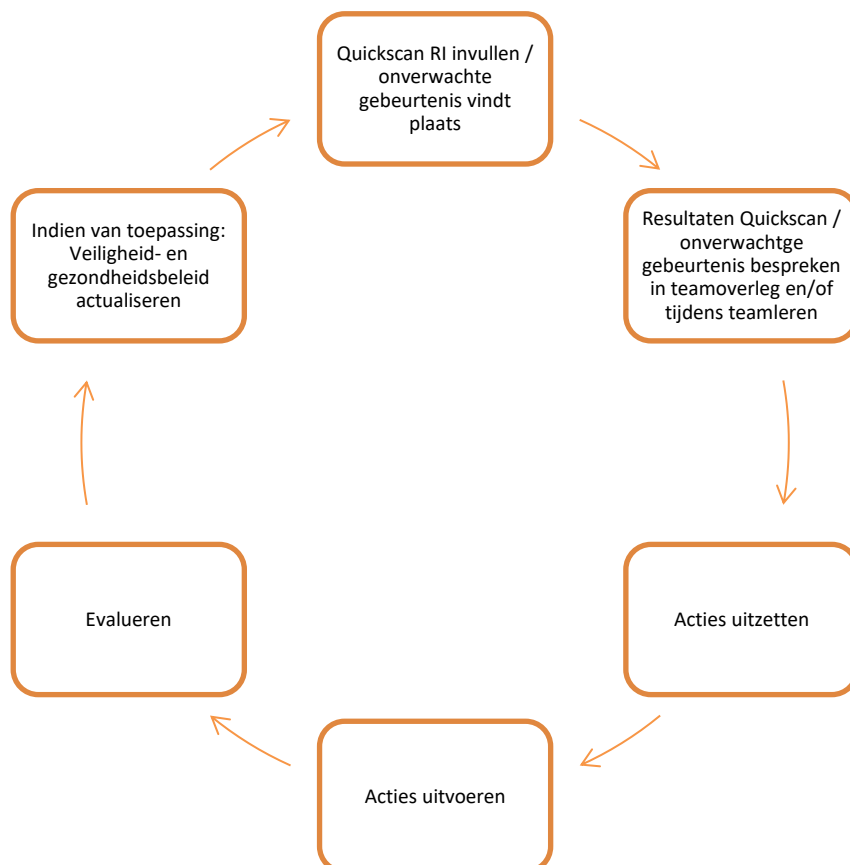 Quickscan RI invullen /
onverwachte
gebeurtenis vindt
plaats
Resultaten Quickscan /
onverwachtge
gebeurtenis bespreken
in teamoverleg en/of
tijdens teamleren
Acties uitzetten
Acties uitvoeren
Evalueren
Indien van toepassing:
Veiligheid- en
gezondheidsbeleid
actualiseren